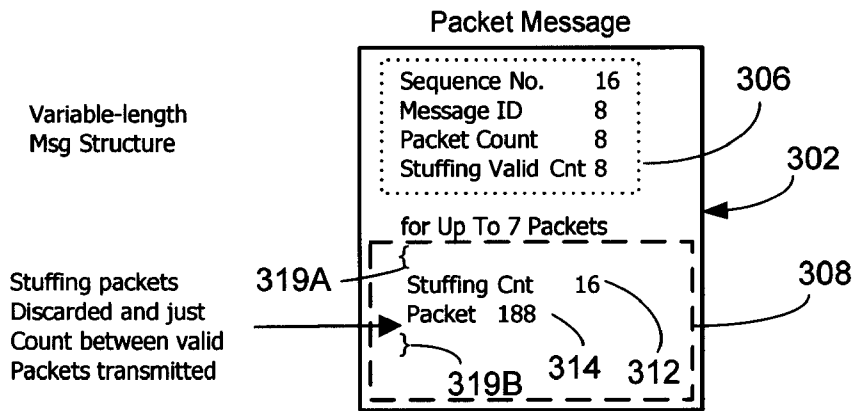 Packet Message
Variable-length
Msg Structure
Sequence No. 16
Message ID 8
Packet Count 8
Stuffing Valid Cnt 8
306
302
for Up To 7 Packets
{
319A
Stuffing Cnt 16
Packet 188
}
308
Stuffing packets
Discarded and just
Count between valid
Packets transmitted
319B
314
312